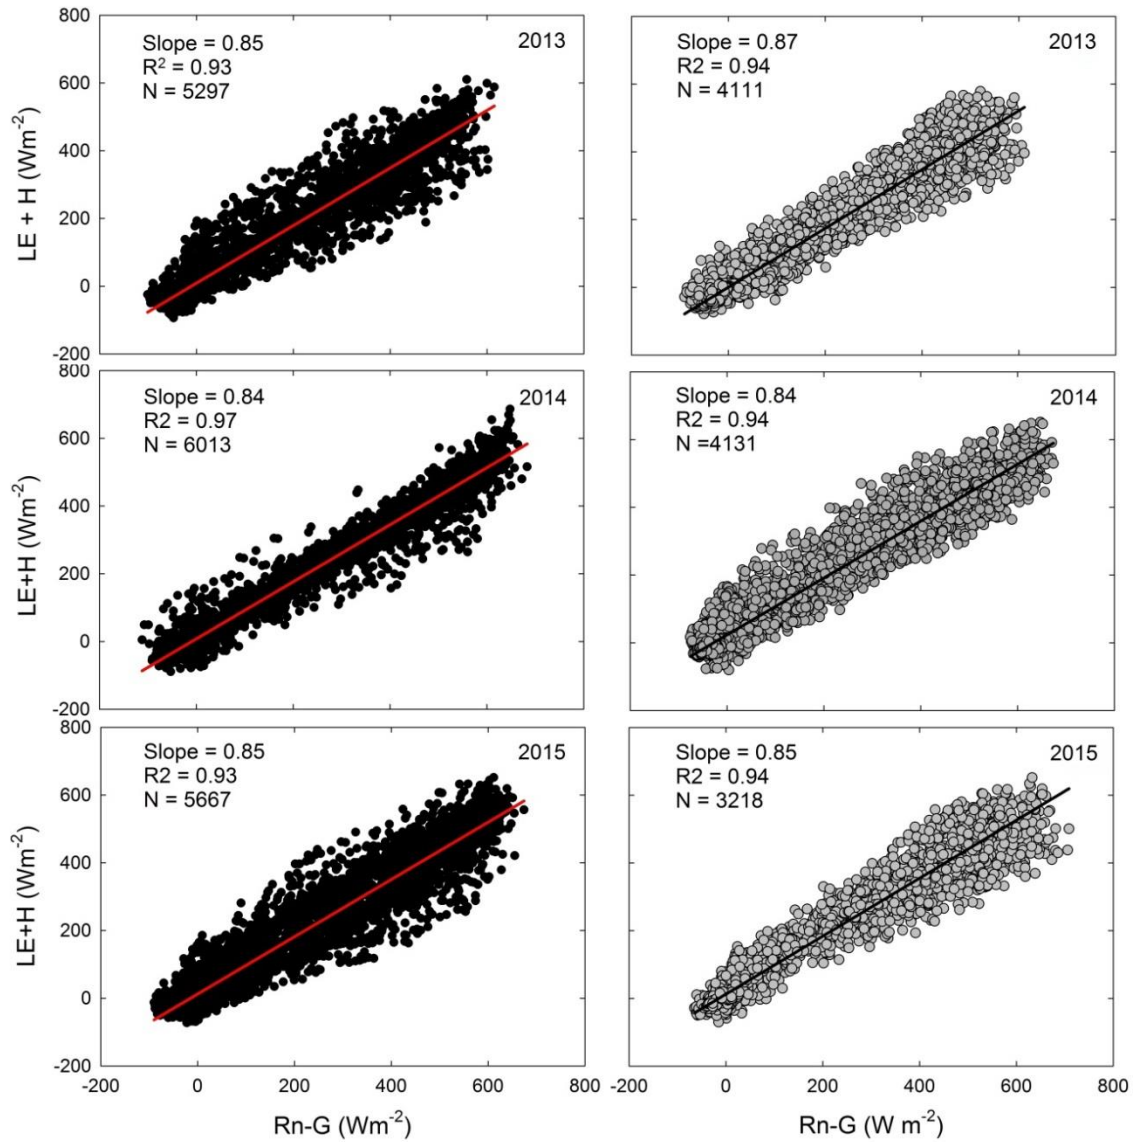 800
600
400
200
0
-200
LE + H (Wm-2)
Slope = 0.85
R2 = 0.93
N = 5297
2013
Slope = 0.87
R2 = 0.94
N = 4111
2013
800
600
400
200
0
-200
LE+H (Wm-2)
Slope = 0.84
R2 = 0.97
N = 6013
2014
Slope = 0.84
R2 = 0.94
N =4131
2014
800
600
400
200
0
-200
LE+H (Wm-2)
Slope = 0.85
R2 = 0.93
N = 5667
2015
Slope = 0.85
R2 = 0.94
N = 3218
2015
-200 0 200 400 600
-200 0 200 400 600 800
Rn-G (Wm-2)
Rn-G (W m-2)